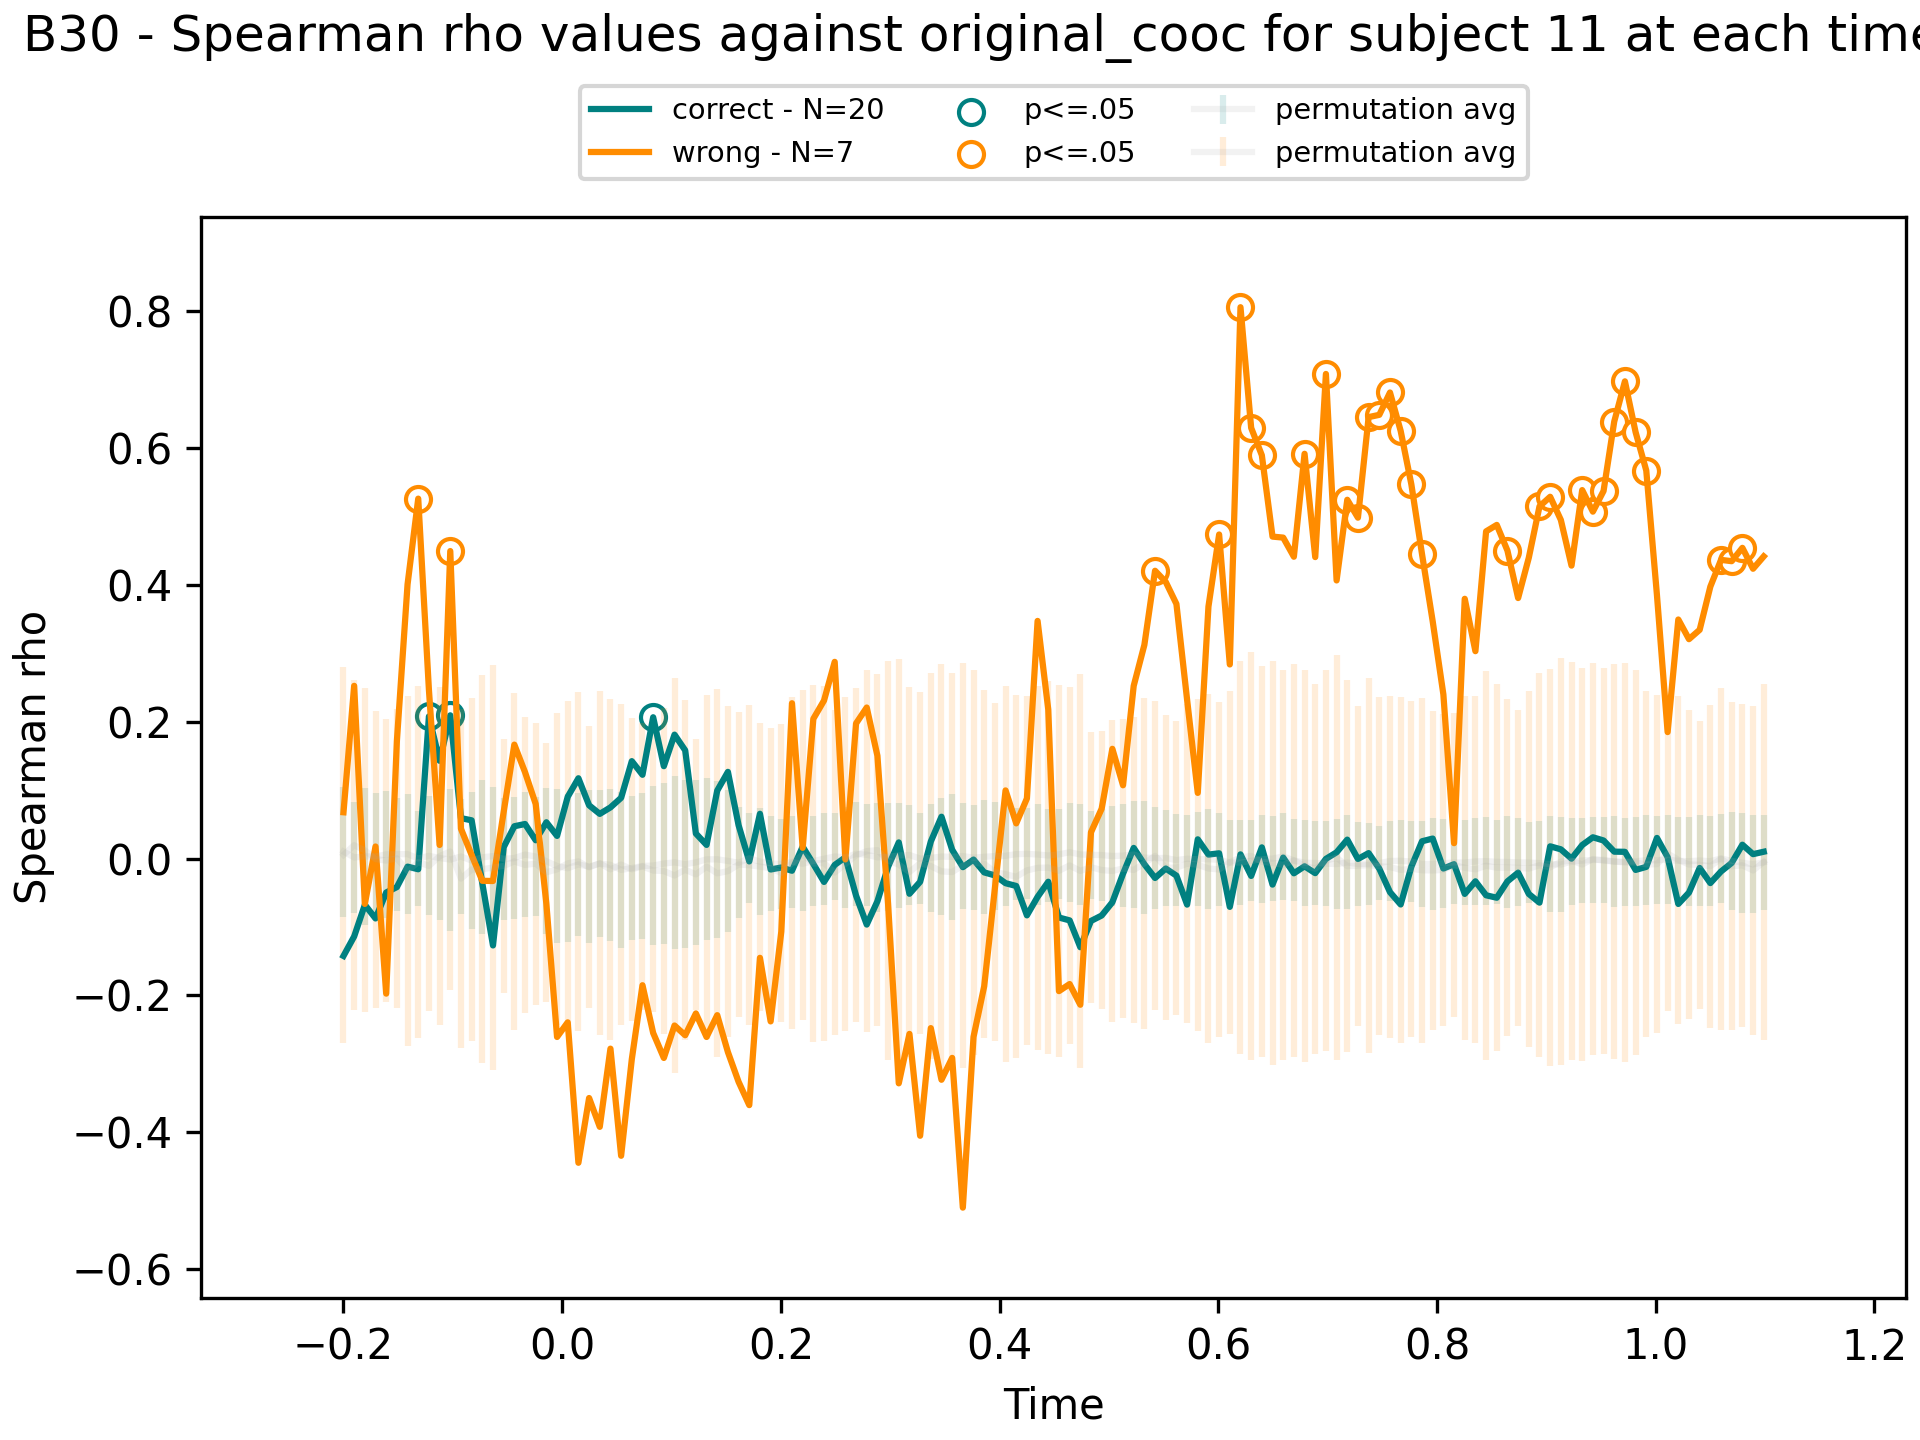 B30 - Spearman rho values against original_cooc for subject 11 at each time
correct - N=20
wrong - N=7
p<=.05
p<=.05
permutation avg
permutation avg
0.8
0.6
0.4
0.2
0.0
−0.2
−0.4
−0.6
Spearman rho
−0.2 0.0 0.2 0.4 0.6 0.8 1.0 1.2
Time